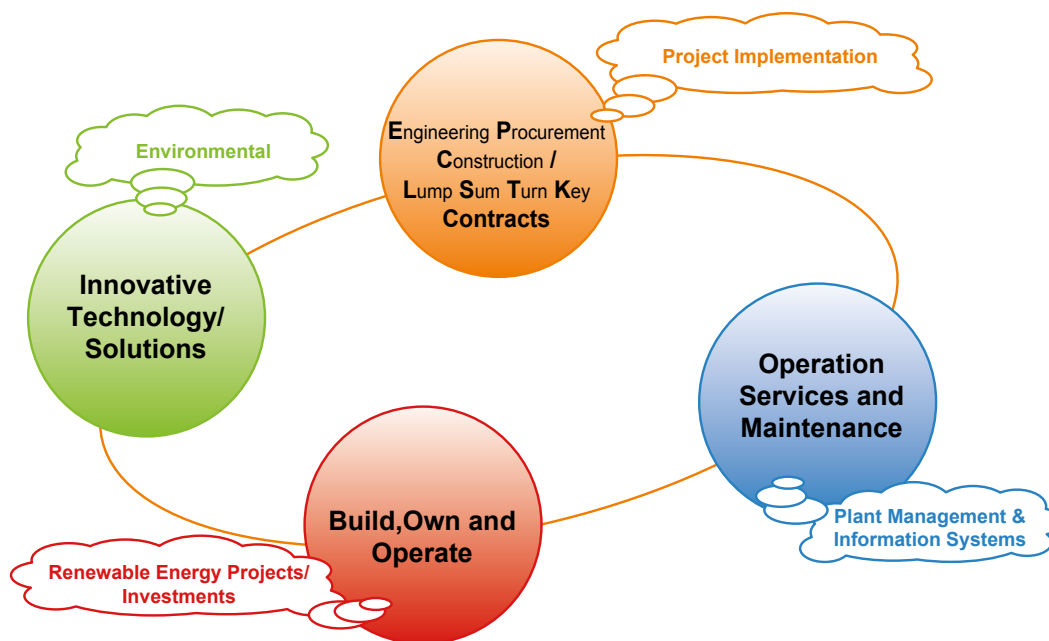 Project Implementation
Engineering Procurement
Construction /
Lump Sum Turn Key
Contracts
Environmental
Innovative
Technology/
Solutions
Operation
Services and
Maintenance
Plant Management &
Information Systems
Build,Own and
Operate
Renewable Energy Projects/
Investments